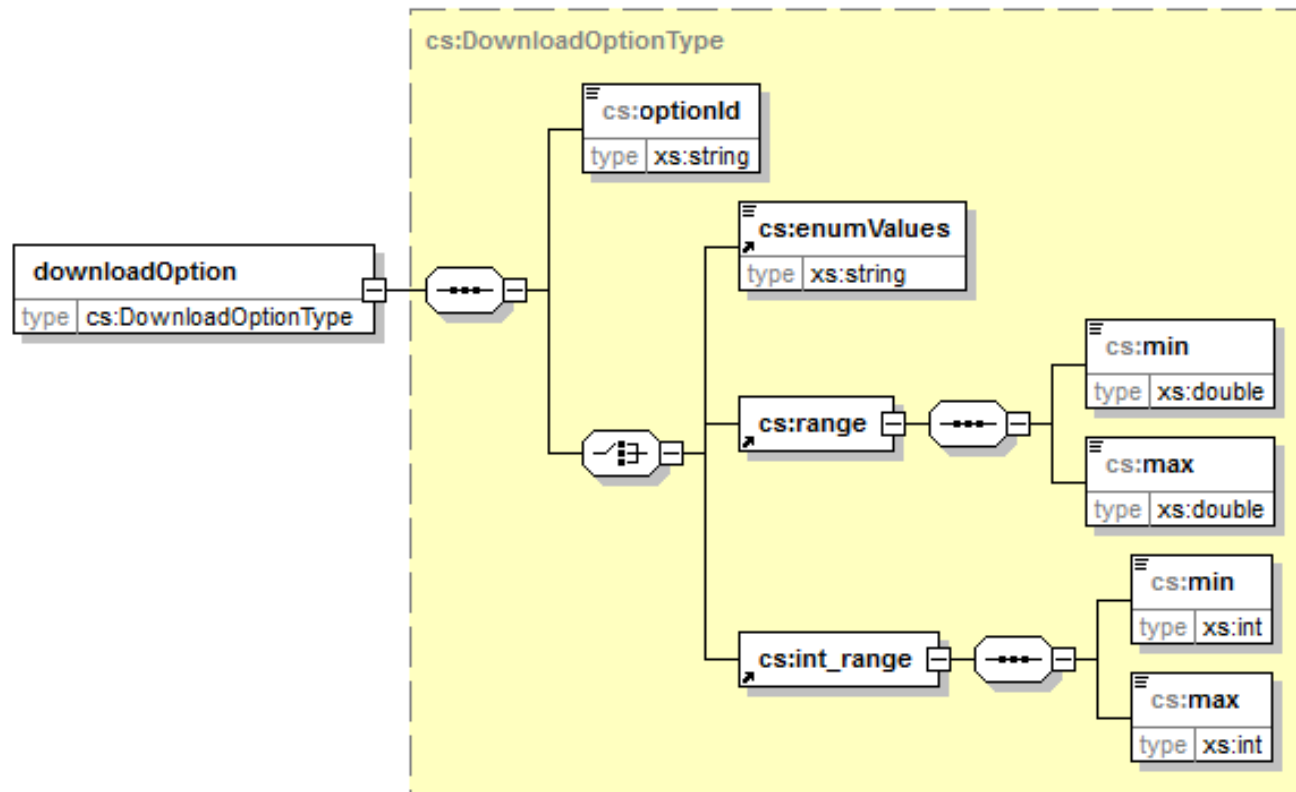 cs:DownloadOptionType
cs:optionId
type xs:string
cs:enumValues
type xs:string
downloadOption
type cs:DownloadOptionType
cs:min
type xs:double
cs:range
cs:max
type xs:double
cs:min
type xs:int
cs:int_range
cs:max
type xs:int